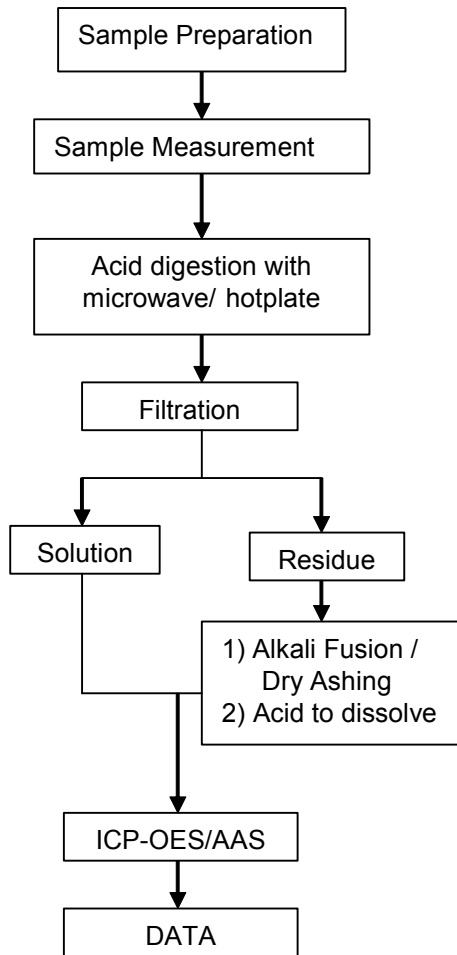 Sample Preparation
Sample Measurement
Acid digestion with
microwave/ hotplate
Filtration
Solution
Residue
1) Alkali Fusion /
Dry Ashing
2) Acid to dissolve
ICP-OES/AAS
DATA